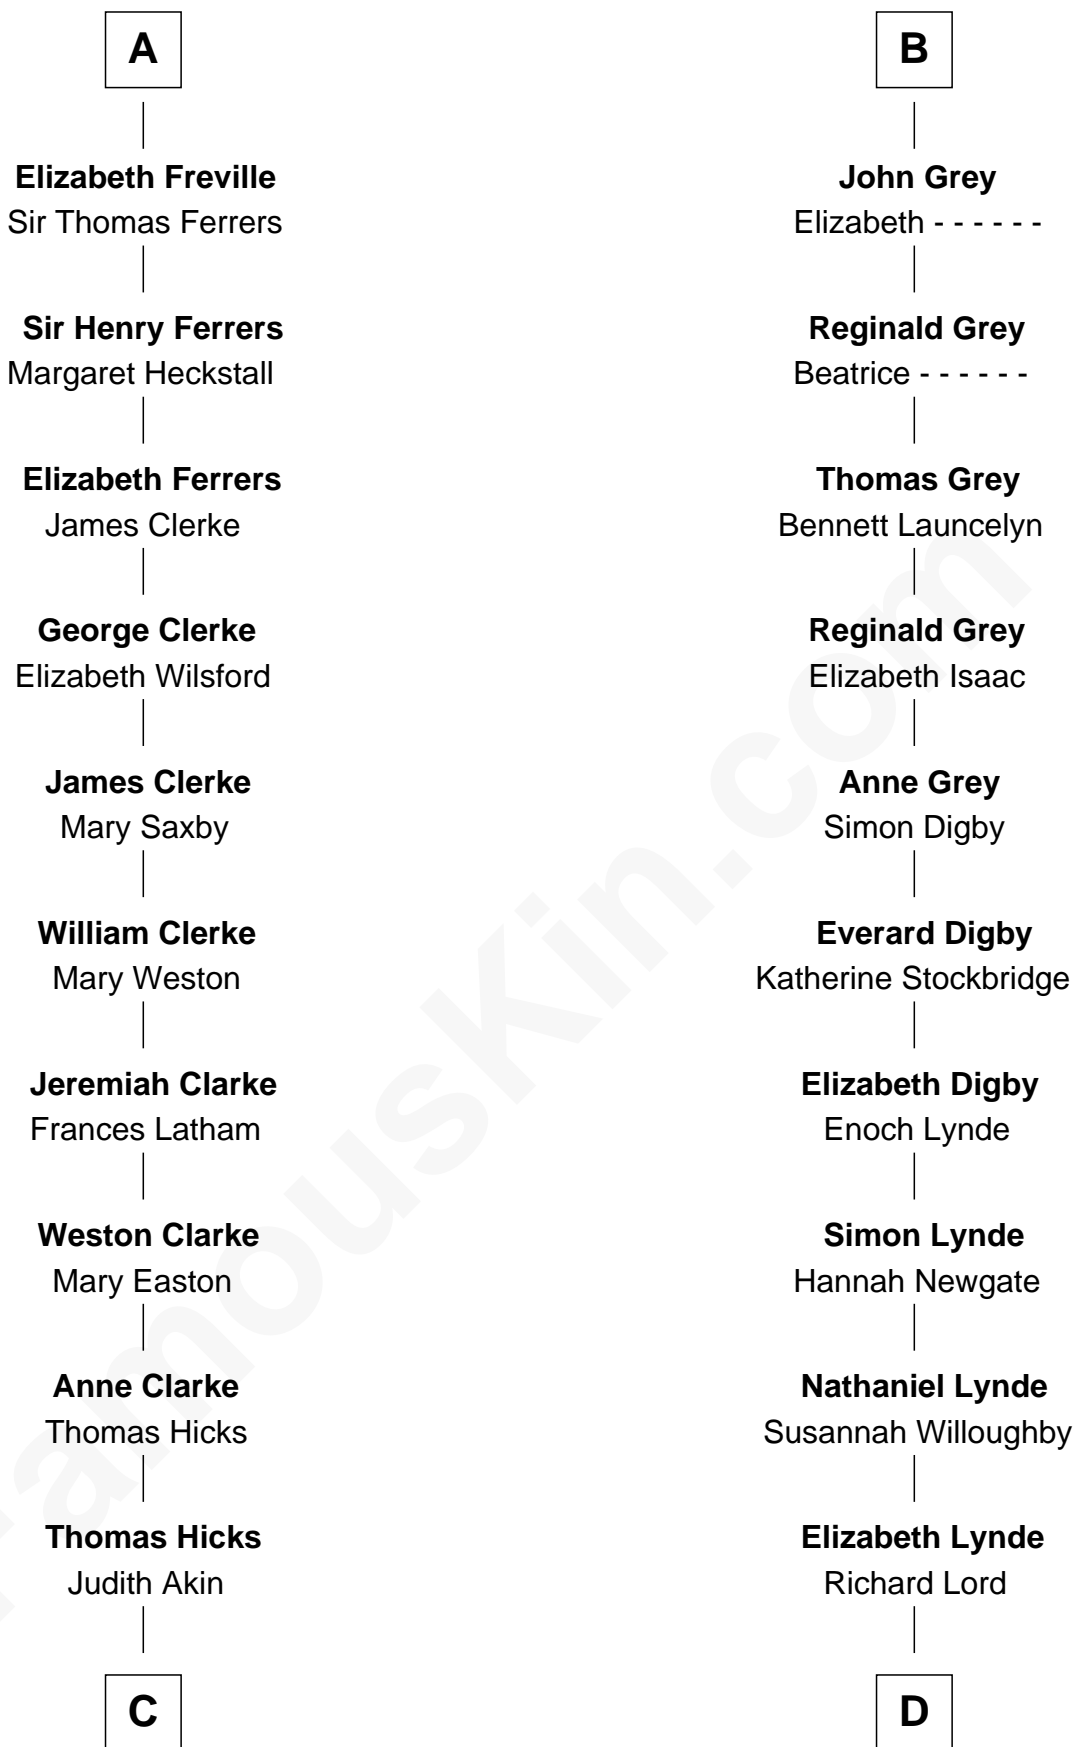 A
Elizabeth Freville
Sir Thomas Ferrers
Sir Henry Ferrers
Margaret Heckstall
Elizabeth Ferrers
James Clerke
George Clerke
Elizabeth Wilsford
James Clerke
Mary Saxby
William Clerke
Mary Weston
Jeremiah Clarke
Frances Latham
Weston Clarke
Mary Easton
Anne Clarke
Thomas Hicks
Thomas Hicks
Judith Akin
C
B
John Grey
Elizabeth - - - - - -
Reginald Grey
Beatrice - - - - - -
Thomas Grey
Bennett Launcelyn
Reginald Grey
Elizabeth Isaac
Anne Grey
Simon Digby
Everard Digby
Katherine Stockbridge
Elizabeth Digby
Enoch Lynde
Simon Lynde
Hannah Newgate
Nathaniel Lynde
Susannah Willoughby
Elizabeth Lynde
Richard Lord
D
FamousKin.com